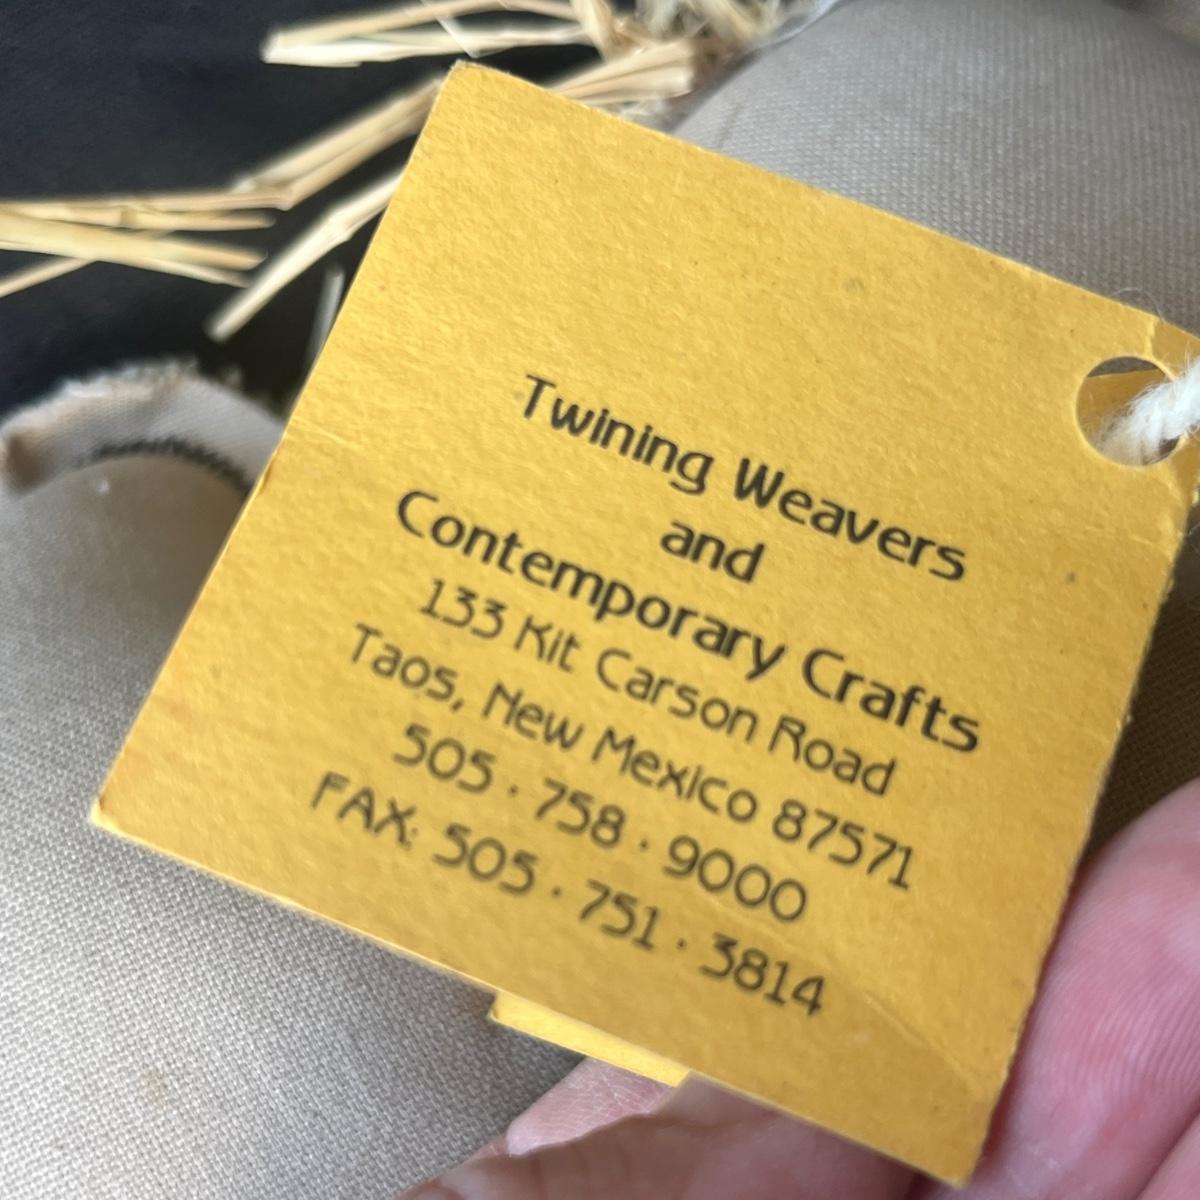 Twining Weavers
and
Contemporary Crafts
133 Kit Carson Road
Taos, New Mexico 87571
505 · 758 · 9000
FAX: 505 · 751 · 3814